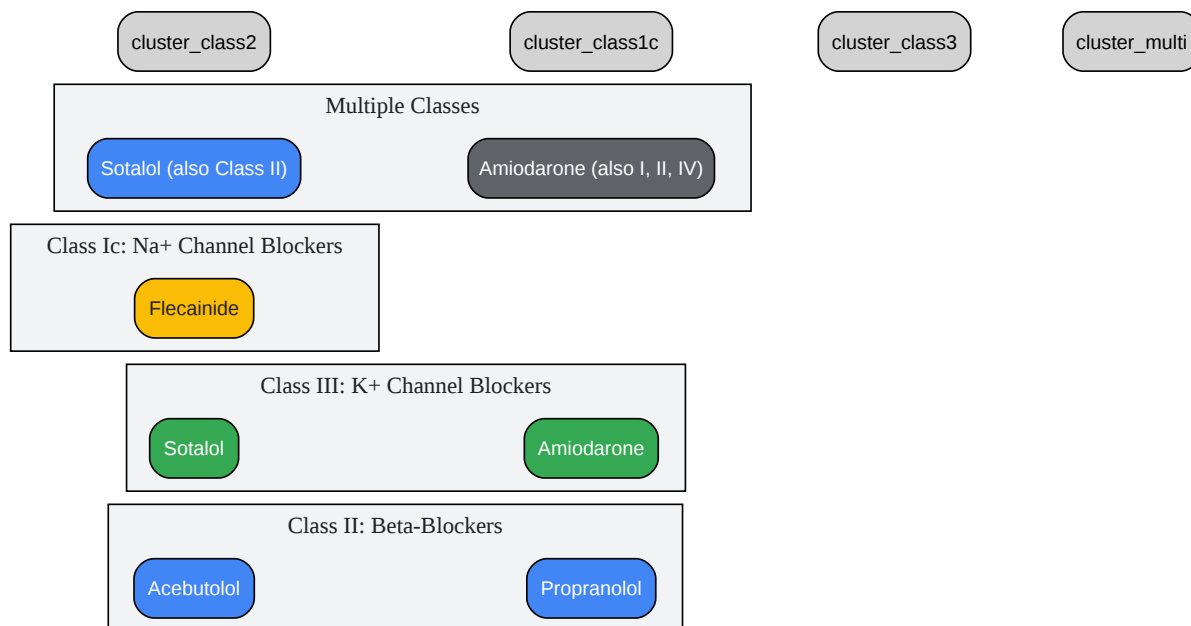 cluster_class2
cluster_class1c
cluster_class3
cluster_multi
Multiple Classes
Sotalol (also Class II)
Amiodarone (also I, II, IV)
Class Ic: Na+ Channel Blockers
Flecainide
Class III: K+ Channel Blockers
Sotalol
Amiodarone
Class II: Beta-Blockers
Acebutolol
Propranolol